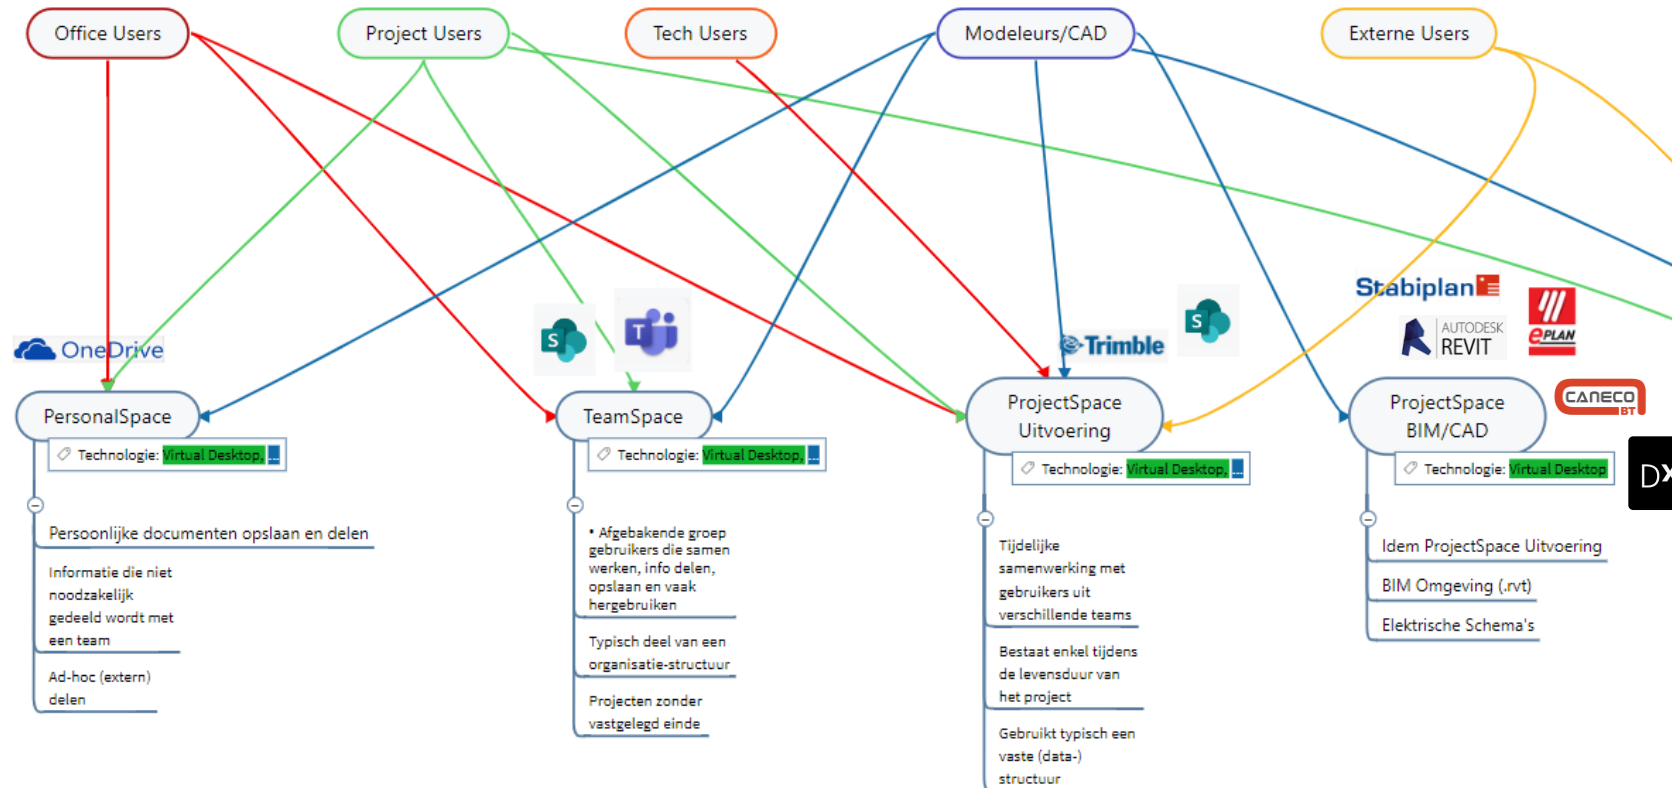 Office Users
Project Users
Tech Users
Modeleurs/CAD
Externe Users
OneDrive
S
T
Trimble
S
Stabiplan
AUTODESK
REVIT
ePLAN
CANECO
BT
PersonalSpace
Technologie: Virtual Desktop, ...
Persoonlijke documenten opslaan en delen
Informatie die niet
noodzakelijk
gedeeld wordt met
een team
Ad-hoc (extern)
delen
TeamSpace
Technologie: Virtual Desktop, ...
• Afgebakende groep
gebruikers die samen
werken, info delen,
opslaan en vaak
hergebruiken
Typisch deel van een
organisatie-structuur
Projecten zonder
vastgelegd einde
ProjectSpace
Uitvoering
Technologie: Virtual Desktop, ...
Tijdelijke
samenwerking met
gebruikers uit
verschillende teams
Bestaat enkel tijdens
de levensduur van
het project
Gebruikt typisch een
vaste (data-)
structuur
ProjectSpace
BIM/CAD
Technologie: Virtual Desktop
DX
Idem ProjectSpace Uitvoering
BIM Omgeving (.rvt)
Elektrische Schema's